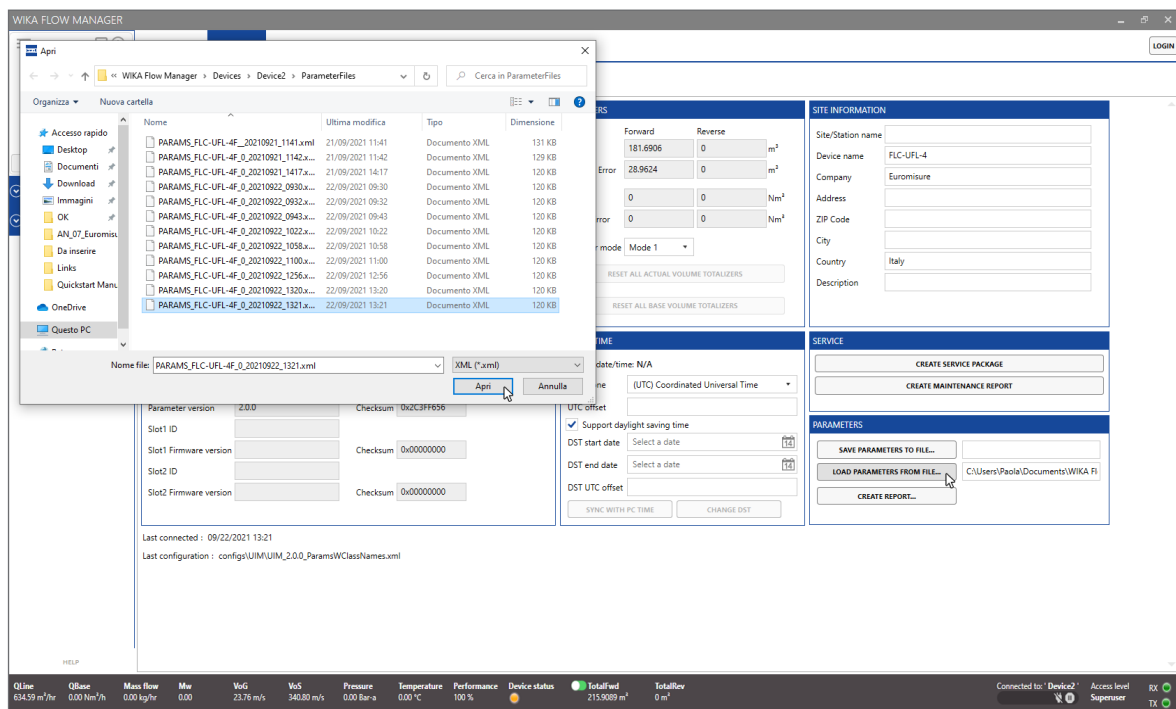 WIKA FLOW MANAGER
LOGIN
Apri
« WIKA Flow Manager › Devices › Device2 › ParameterFiles
Cerca in ParameterFiles
Organizza
Nuova cartella
Accesso rapido
Desktop
Documenti
Download
Immagini
OK
AN_07_Euromisu
Da inserire
Links
Quickstart Manu
OneDrive
Questo PC
Nome Ultima modifica Tipo Dimensione
PARAMS_FLC-UFL-4F__20210921_1141.xml 21/09/2021 11:41 Documento XML 131 KB
PARAMS_FLC-UFL-4F_0_20210921_1142.x... 21/09/2021 11:42 Documento XML 129 KB
PARAMS_FLC-UFL-4F_0_20210921_1417.x... 21/09/2021 14:17 Documento XML 120 KB
PARAMS_FLC-UFL-4F_0_20210922_0930.x... 22/09/2021 09:30 Documento XML 120 KB
PARAMS_FLC-UFL-4F_0_20210922_0932.x... 22/09/2021 09:32 Documento XML 120 KB
PARAMS_FLC-UFL-4F_0_20210922_0943.x... 22/09/2021 09:43 Documento XML 120 KB
PARAMS_FLC-UFL-4F_0_20210922_1022.x... 22/09/2021 10:22 Documento XML 120 KB
PARAMS_FLC-UFL-4F_0_20210922_1058.x... 22/09/2021 10:58 Documento XML 120 KB
PARAMS_FLC-UFL-4F_0_20210922_1100.x... 22/09/2021 11:00 Documento XML 120 KB
PARAMS_FLC-UFL-4F_0_20210922_1256.x... 22/09/2021 12:56 Documento XML 120 KB
PARAMS_FLC-UFL-4F_0_20210922_1320.x... 22/09/2021 13:20 Documento XML 120 KB
PARAMS_FLC-UFL-4F_0_20210922_1321.x... 22/09/2021 13:21 Documento XML 120 KB
Nome file: PARAMS_FLC-UFL-4F_0_20210922_1321.xml XML (*.xml)
Apri Annulla
Parameter version 2.0.0 Checksum 0x2C3FF656
Slot1 ID
Slot1 Firmware version Checksum 0x00000000
Slot2 ID
Slot2 Firmware version Checksum 0x00000000
ERS
Forward Reverse
181.6906 0 m³
Error 28.9624 0 m³
0 0 Nm³
rror 0 0 Nm³
r mode Mode 1
RESET ALL ACTUAL VOLUME TOTALIZERS
RESET ALL BASE VOLUME TOTALIZERS
TIME
date/time: N/A
ne (UTC) Coordinated Universal Time
UTC offset
Support daylight saving time
DST start date Select a date
DST end date Select a date
DST UTC offset
SYNC WITH PC TIME CHANGE DST
SITE INFORMATION
Site/Station name
Device name FLC-UFL-4
Company Euromisure
Address
ZIP Code
City
Country Italy
Description
SERVICE
CREATE SERVICE PACKAGE
CREATE MAINTENANCE REPORT
PARAMETERS
SAVE PARAMETERS TO FILE...
LOAD PARAMETERS FROM FILE... C:\Users\Paola\Documents\WIKA Fl
CREATE REPORT...
Last connected : 09/22/2021 13:21
Last configuration : configs\UIM\UIM_2.0.0_ParamsWClassNames.xml
HELP
QLine QBase Mass flow Mw VoG VoS Pressure Temperature Performance Device status TotalFwd TotalRev Connected to: ' Device2 ' Access level RX
634.59 m³/hr 0.00 Nm³/h 0.00 kg/hr 0.00 23.76 m/s 340.80 m/s 0.00 Bar-a 0.00 °C 100 % 215.9089 m³ 0 m³ Superuser TX